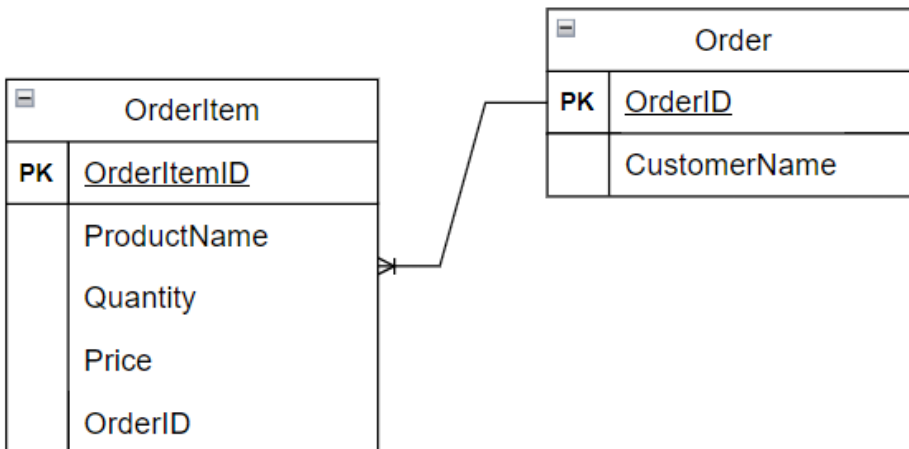 OrderItem
PK OrderItemID
ProductName
Quantity
Price
OrderID
Order
PK OrderID
CustomerName